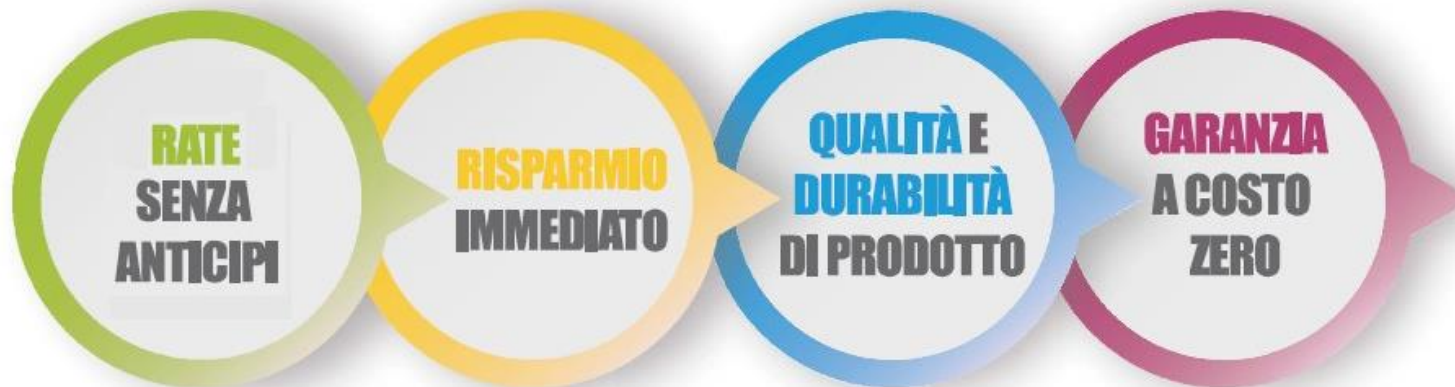 RATE
SENZA
ANTICIPI
RISPARMIO
IMMEDIATO
QUALITÀ E
DURABILITÀ
DI PRODOTTO
GARANZIA
A COSTO
ZERO